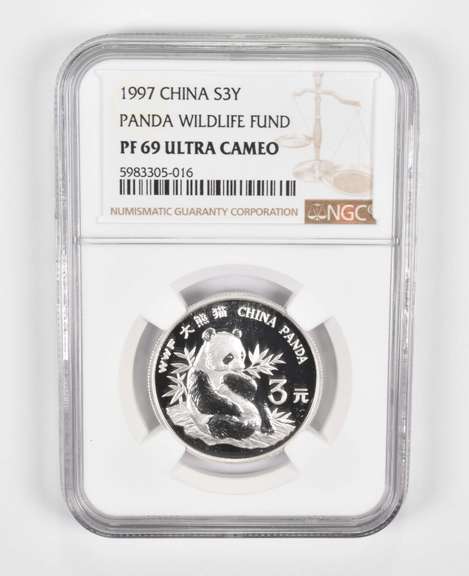 1997 CHINA S3Y
PANDA WILDLIFE FUND
PF 69 ULTRA CAMEO
5983305-016
NUMISMATIC GUARANTY CORPORATION NGC
WWF 大熊猫 CHINA PANDA
3元